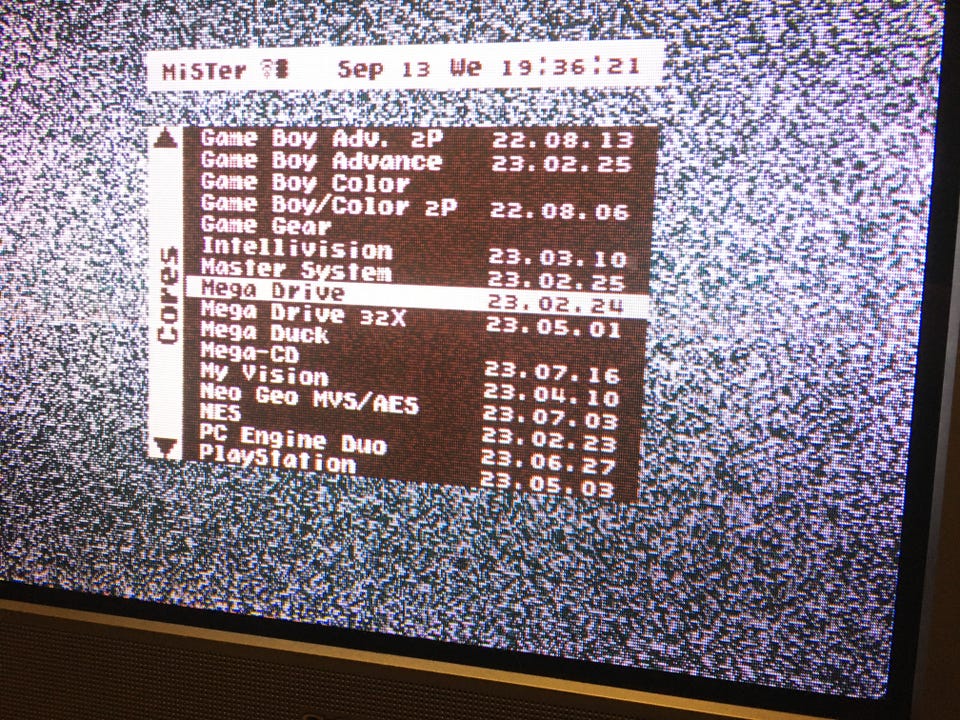 MiSTer Sep 13 We 19:36:21
Cores
Game Boy Adv. 2P 22.08.13
Game Boy Advance 23.02.25
Game Boy Color
Game Boy/Color 2P 22.08.06
Game Gear
Intellivision 23.03.10
Master System 23.02.25
Mega Drive 23.02.24
Mega Drive 32X 23.05.01
Mega Duck
Mega-CD 23.07.16
My Vision 23.04.10
Neo Geo MVS/AES 23.07.03
NES 23.02.23
PC Engine Duo 23.06.27
PlayStation 23.05.03